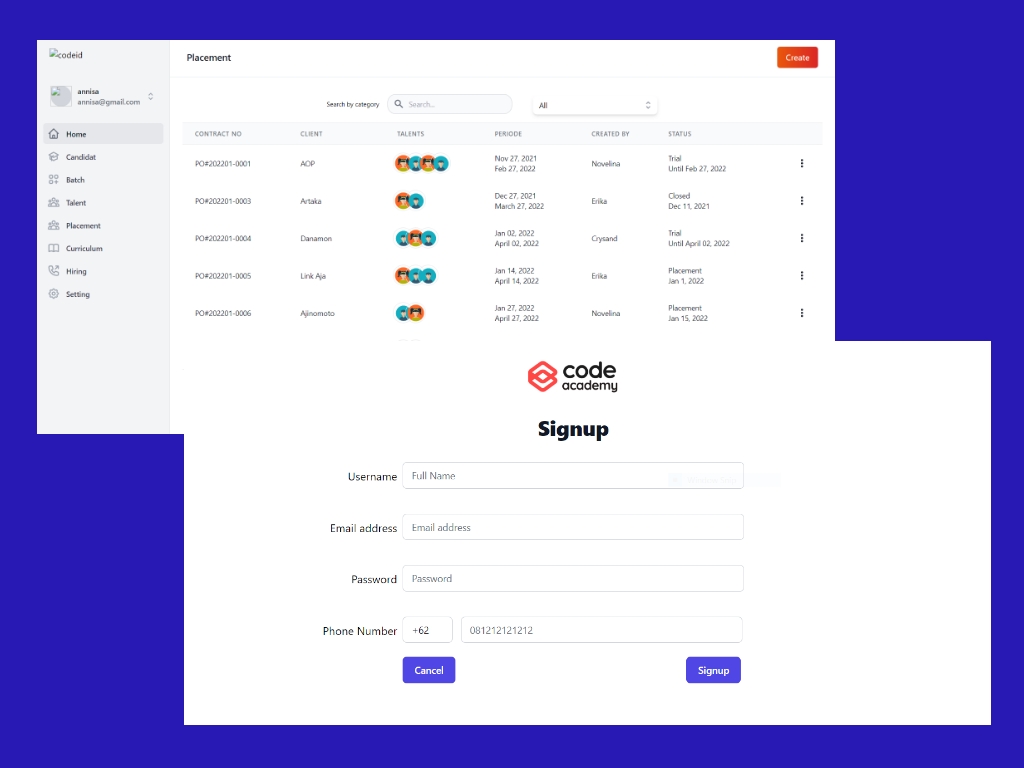 codeid
Placement
Create
annisa
annisa@gmail.com
Search by category
Search...
All
Home
Candidat
Batch
Talent
Placement
Curriculum
Hiring
Setting
CONTRACT NO CLIENT TALENTS PERIODE CREATED BY STATUS
PO#202201-0001 AOP Nov 27, 2021 Novelina Trial
Feb 27, 2022 Until Feb 27, 2022
PO#202201-0003 Artaka Dec 27, 2021 Erika Closed
March 27, 2022 Dec 11, 2021
PO#202201-0004 Danamon Jan 02, 2022 Crysand Trial
April 02, 2022 Until April 02, 2022
PO#202201-0005 Link Aja Jan 14, 2022 Erika Placement
April 14, 2022 Jan 1, 2022
PO#202201-0006 Ajinomoto Jan 27, 2022 Novelina Placement
April 27, 2022 Jan 15, 2022
code
academy
Signup
Username Full Name
Email address Email address
Password Password
Phone Number +62 081212121212
Cancel Signup